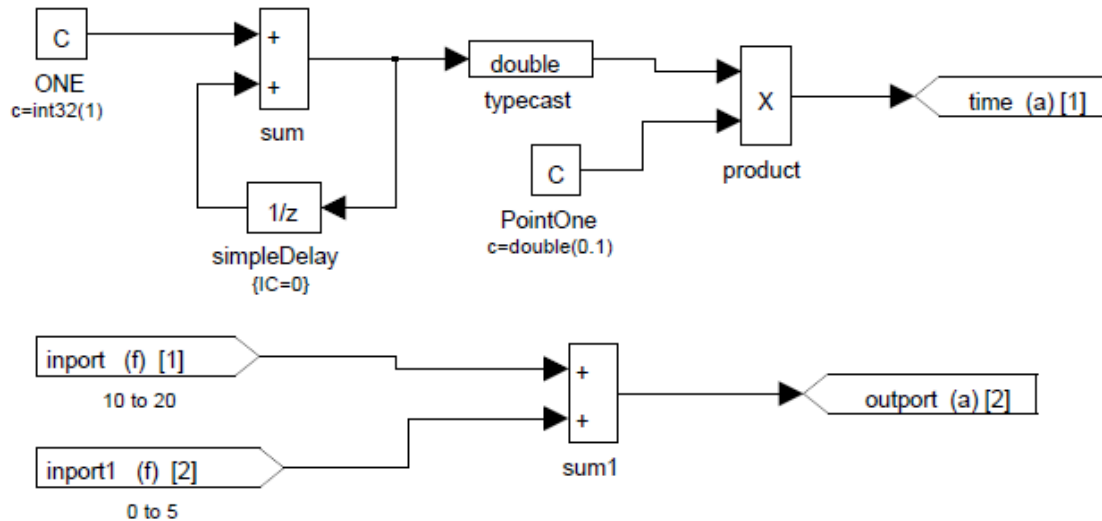 C
ONE
c=int32(1)
+
+
sum
1/z
simpleDelay
{IC=0}
double
typecast
C
PointOne
c=double(0.1)
X
product
time (a) [1]
inport (f) [1]
10 to 20
inport1 (f) [2]
0 to 5
+
+
sum1
outport (a) [2]